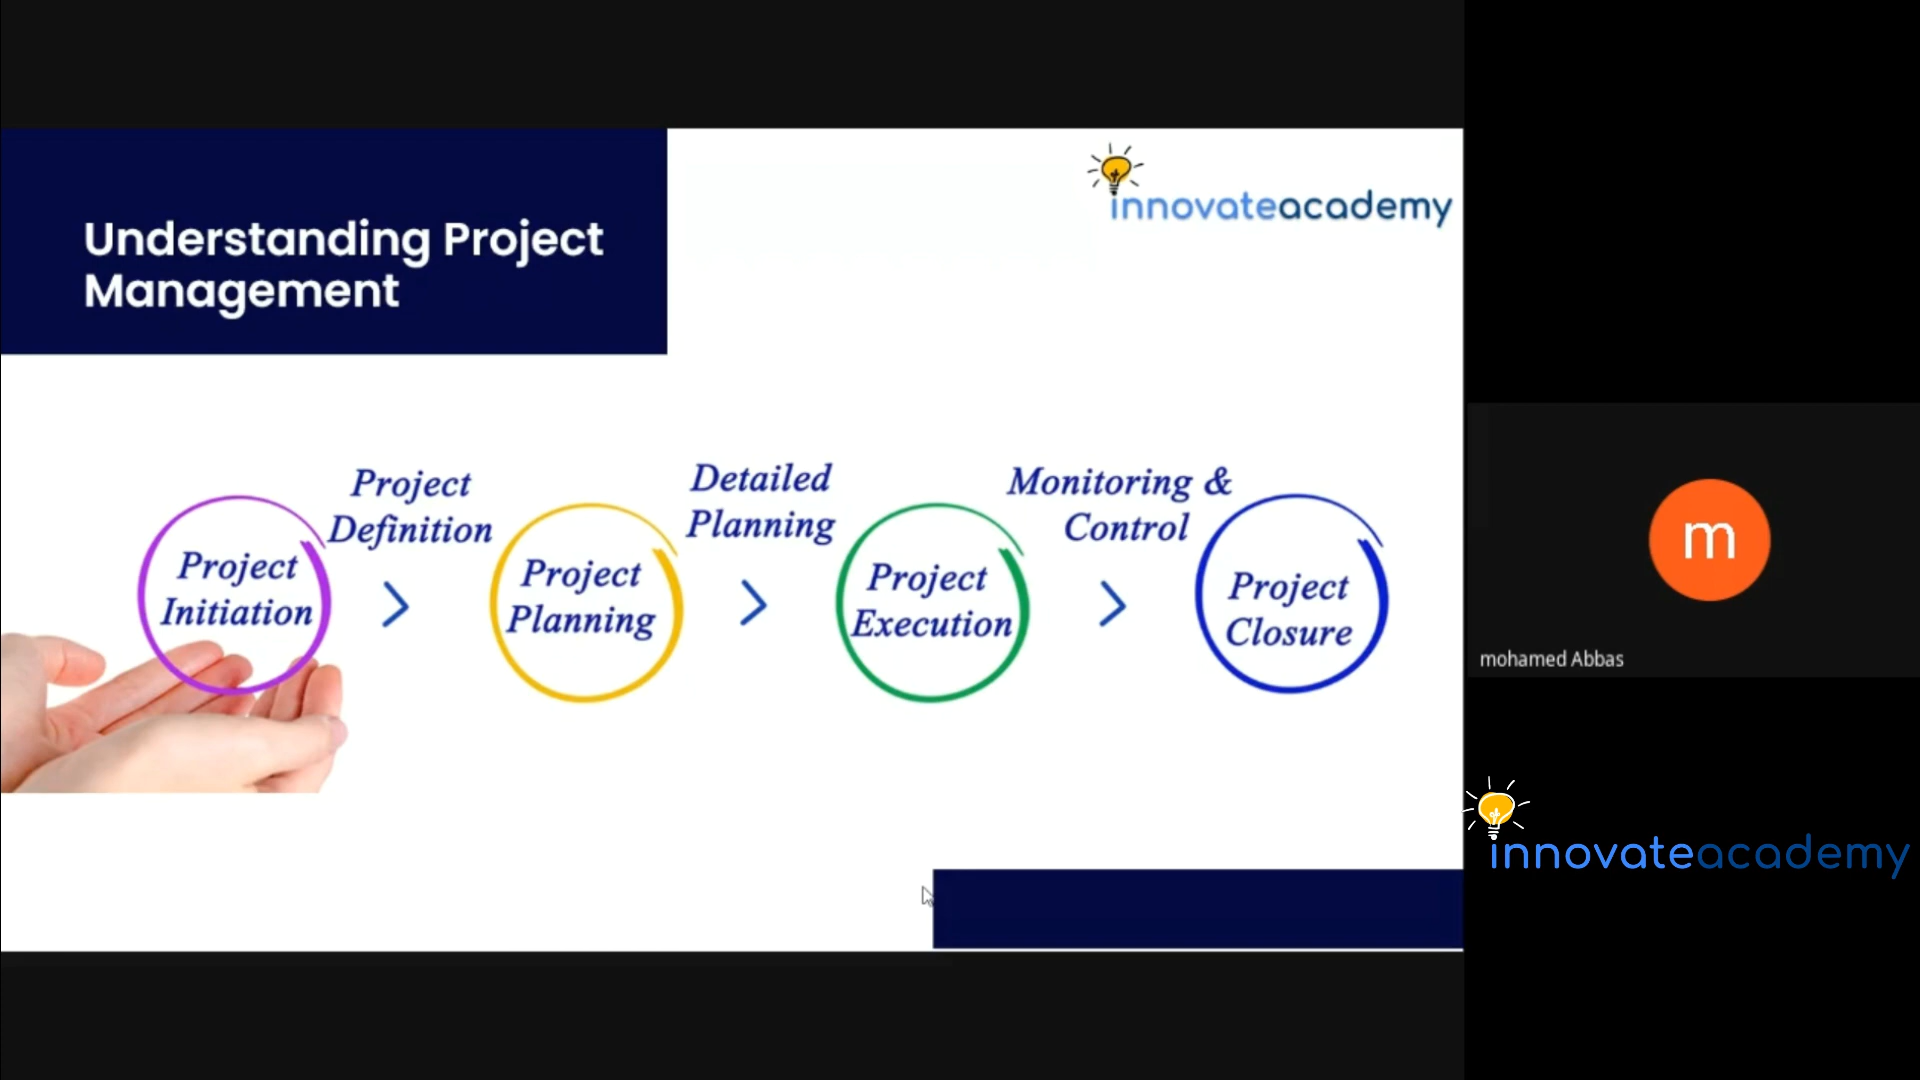 Understanding Project
Management
innovateacademy
Project
Definition
Detailed
Planning
Monitoring &
Control
Project
Initiation
>
Project
Planning
>
Project
Execution
>
Project
Closure
m
mohamed Abbas
innovateacademy